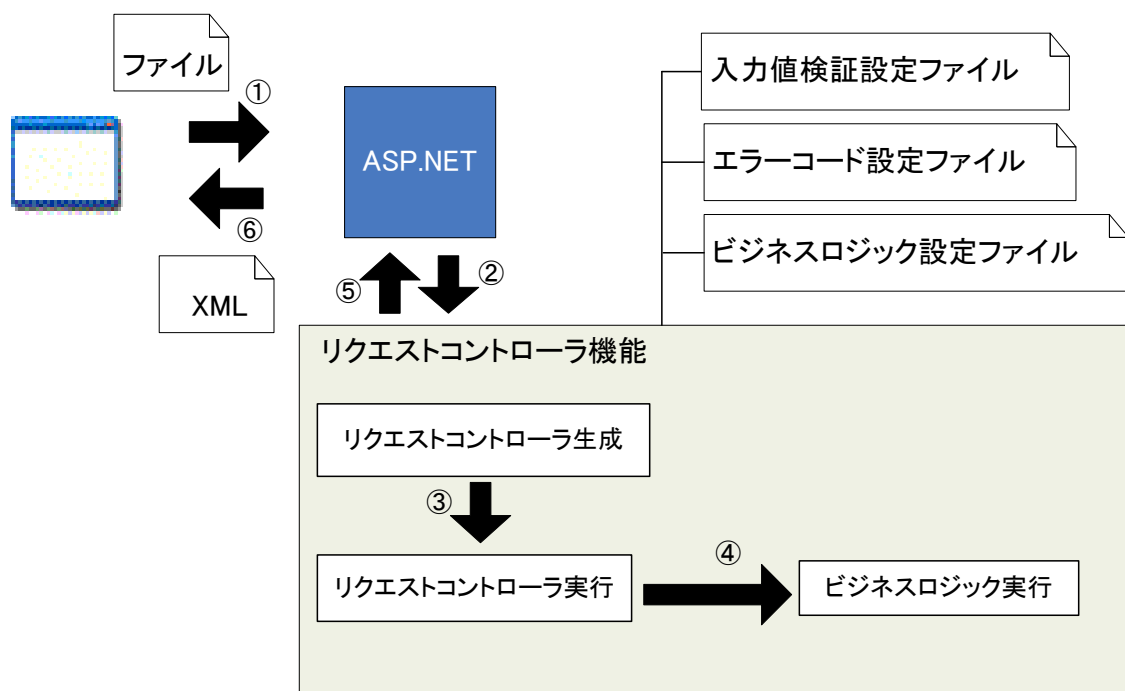 ファイル
①
ASP.NET
⑥
XML
⑤
②
入力値検証設定ファイル
エラーコード設定ファイル
ビジネスロジック設定ファイル
リクエストコントローラ機能
リクエストコントローラ生成
③
リクエストコントローラ実行
④
ビジネスロジック実行